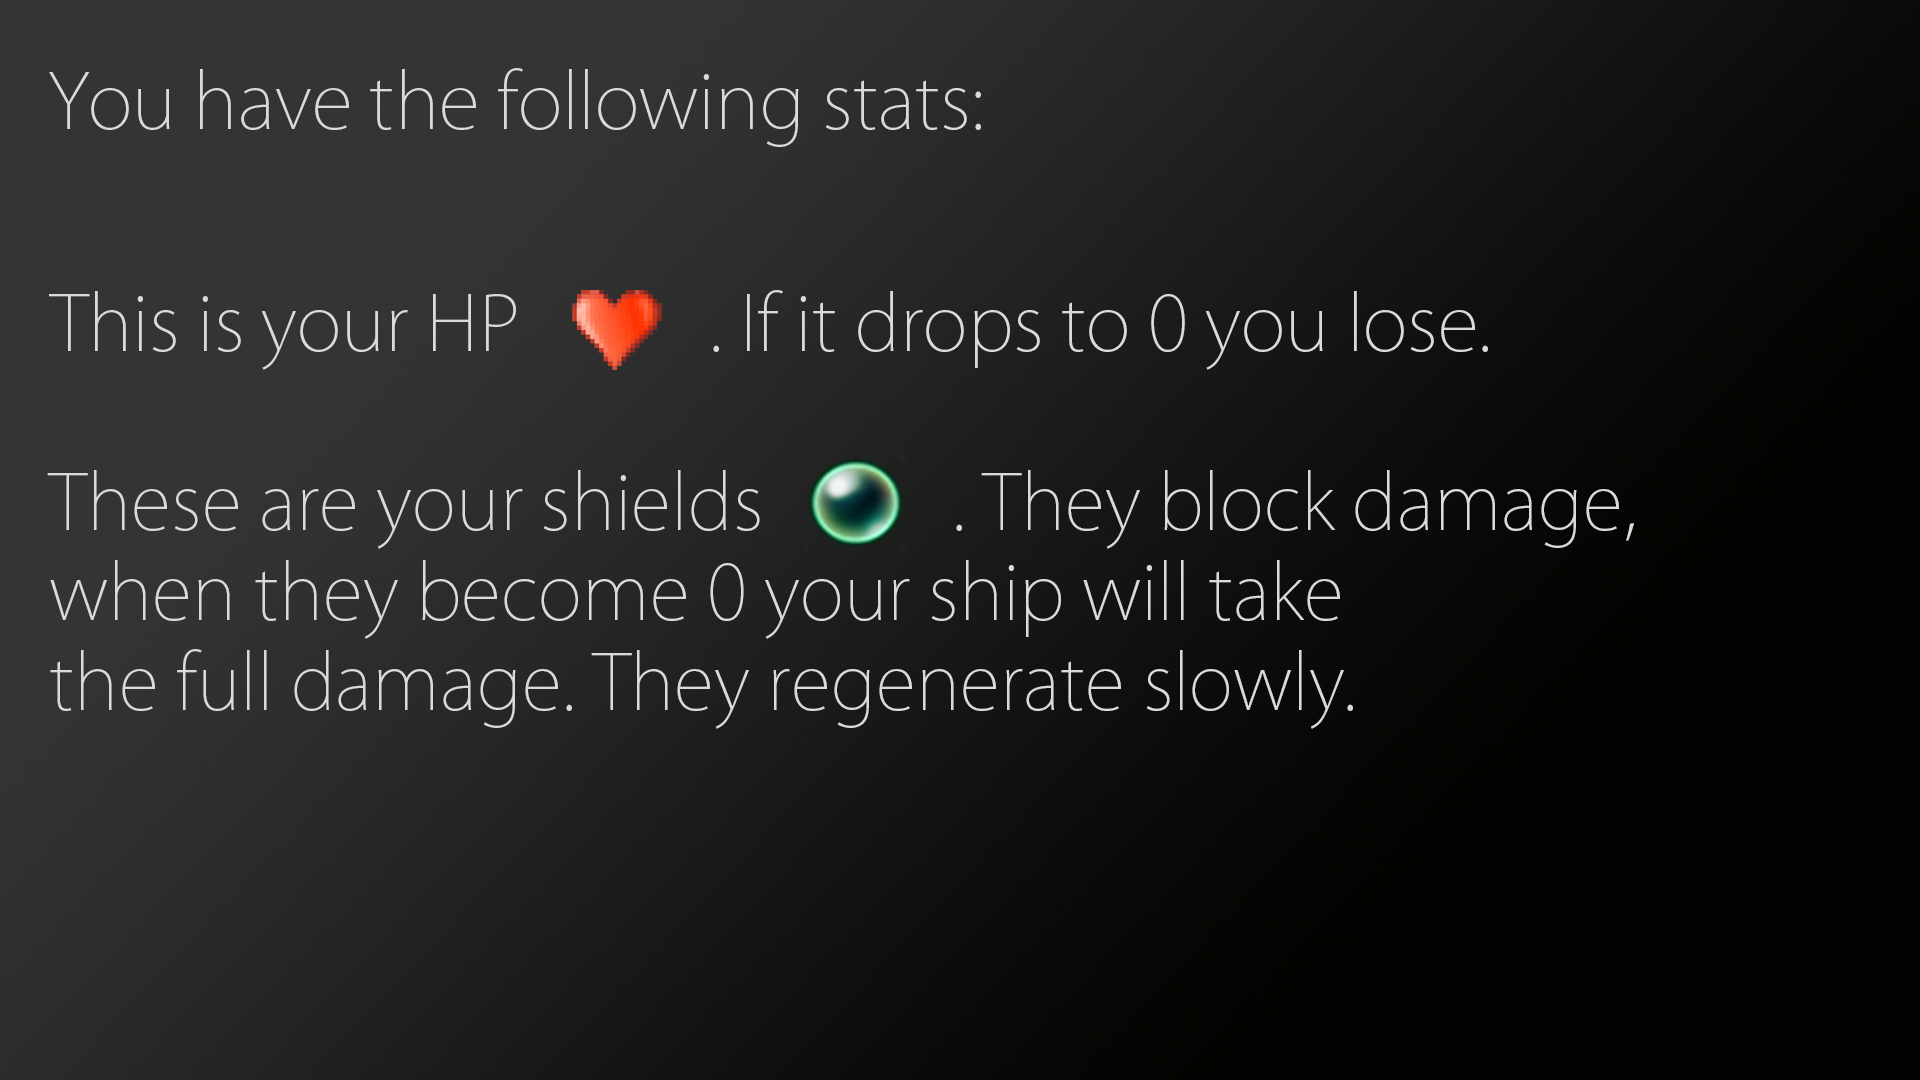 You have the following stats:
This is your HP . If it drops to 0 you lose.
These are your shields . They block damage,
when they become 0 your ship will take
the full damage. They regenerate slowly.